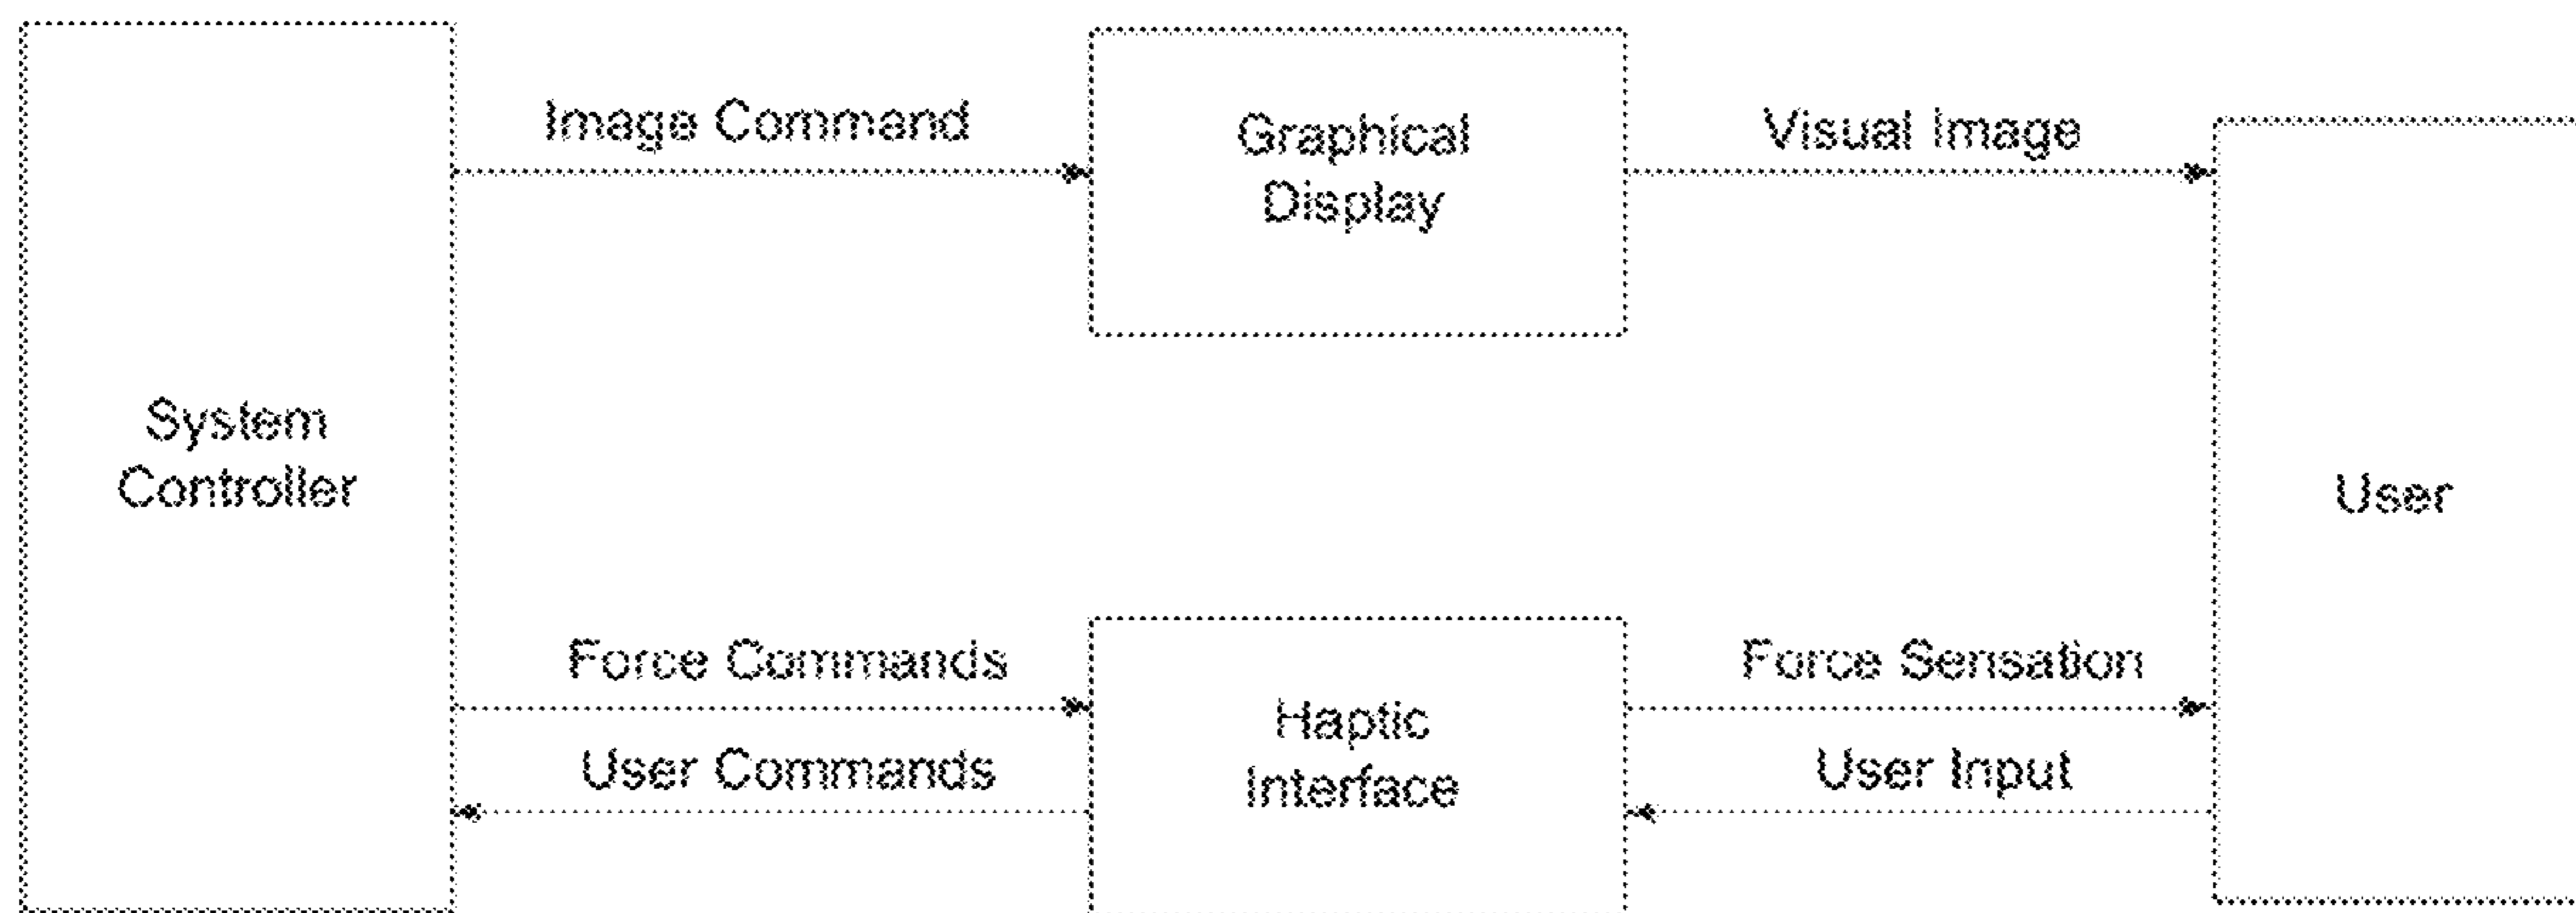 Image Command
Graphical
Display
Visual Image
System
Controller
User
Force Commands
Haptic
Interface
Force Sensation
User Commands
User Input